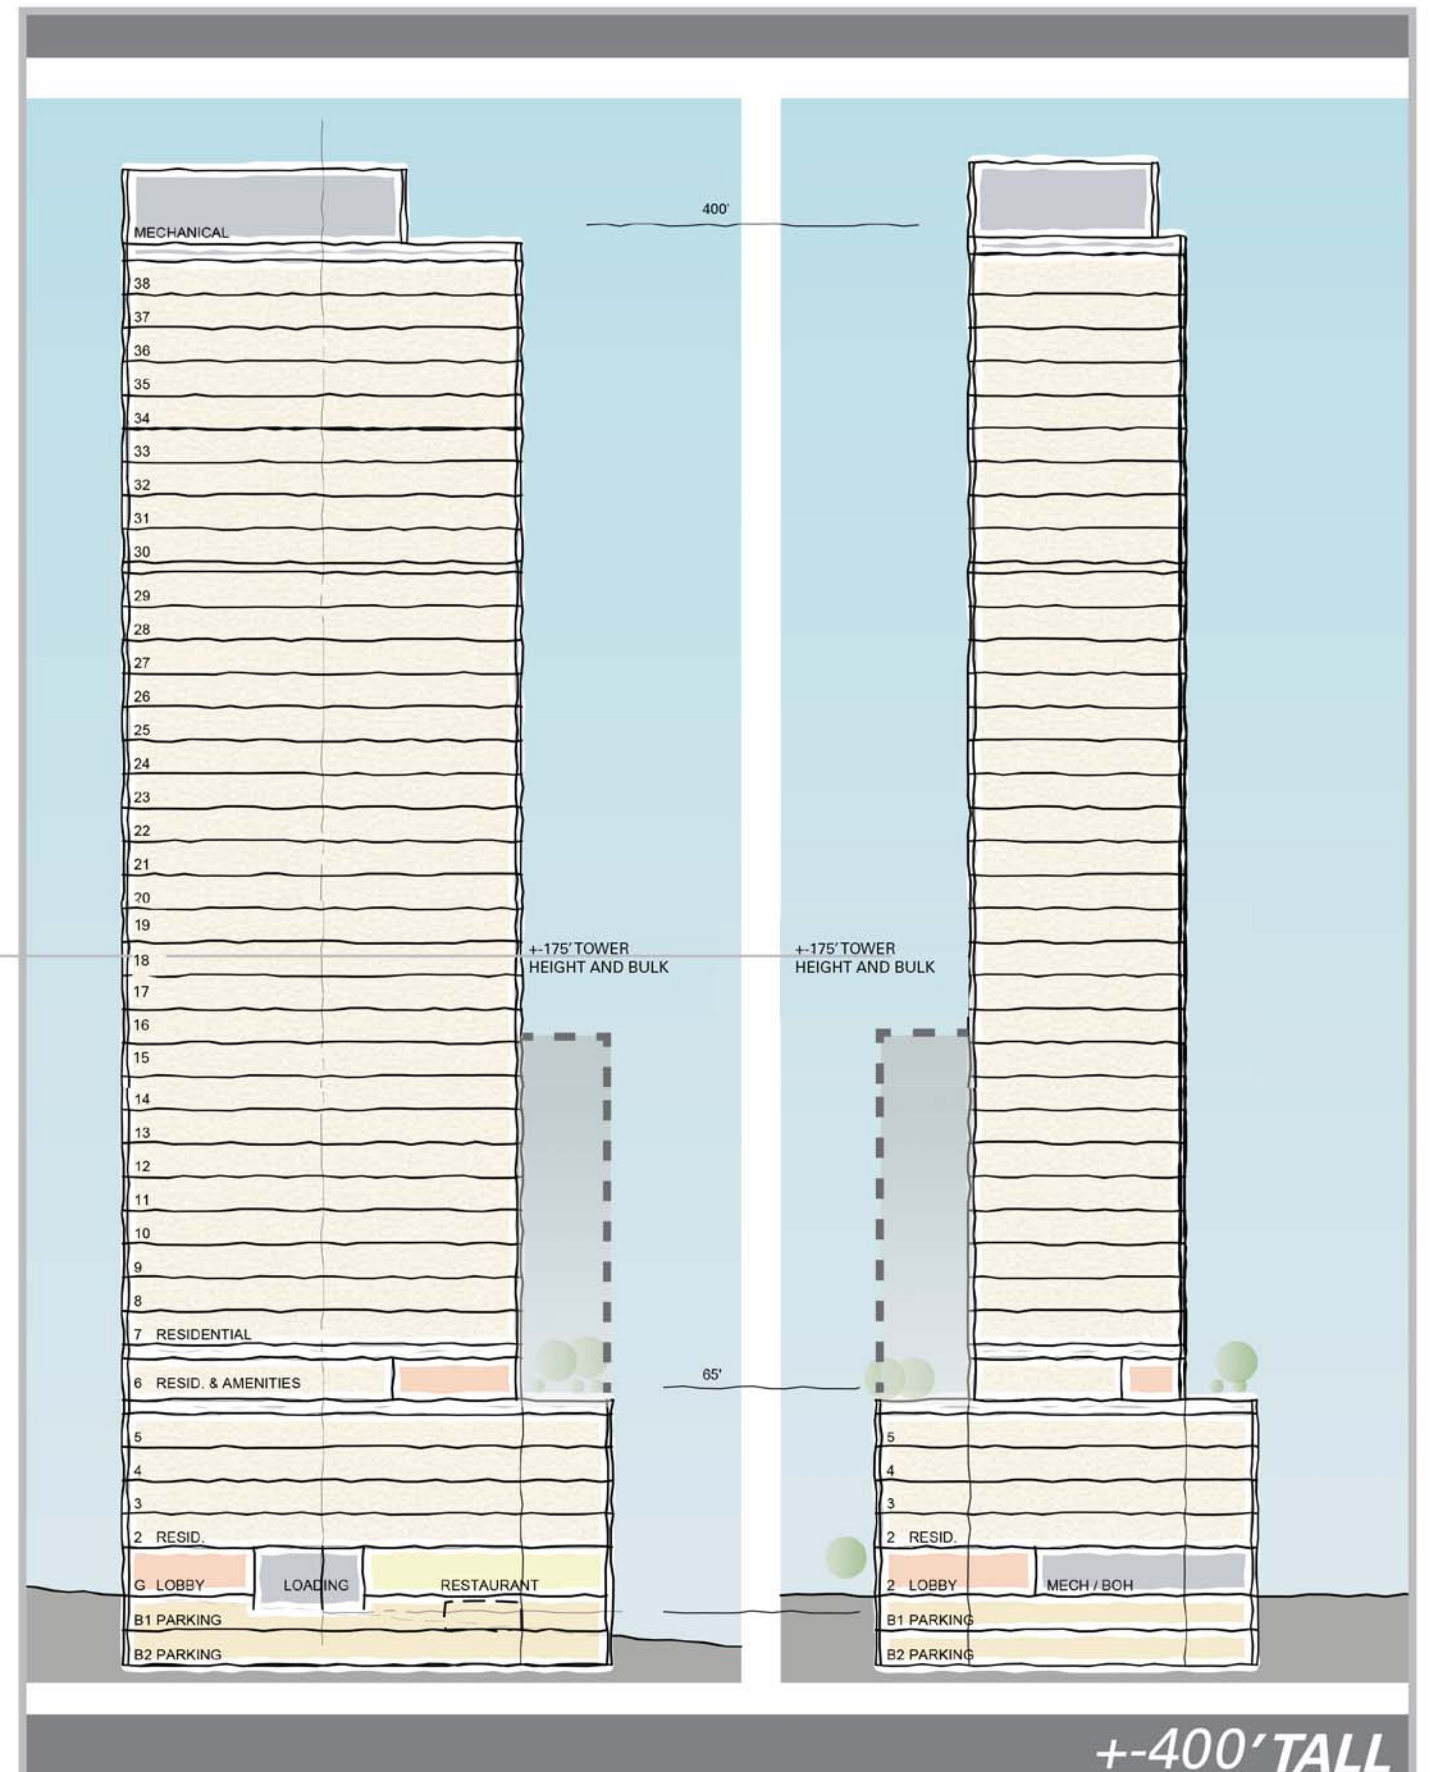 MECHANICAL
38
37
36
35
34
33
32
31
30
29
28
27
26
25
24
23
22
21
20
19
18
17
16
15
14
13
12
11
10
9
8
7 RESIDENTIAL
6 RESID. & AMENITIES
5
4
3
2 RESID.
G LOBBY
LOADING
RESTAURANT
B1 PARKING
B2 PARKING
+-175' TOWER
HEIGHT AND BULK
400'
65'
+-175' TOWER
HEIGHT AND BULK
5
4
3
2 RESID.
2 LOBBY
MECH / BOH
B1 PARKING
B2 PARKING
+-400' TALL